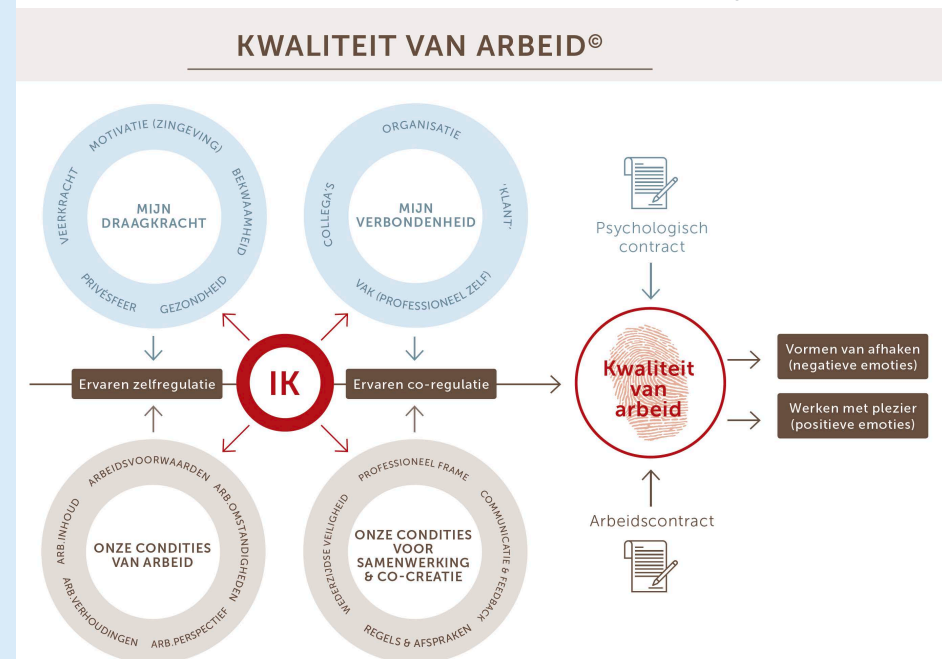 KWALITEIT VAN ARBEID©
MOTIVATIE (ZINGEVING)
VEERKRACHT
BEKWAAMHEID
PRIVÉSFEER
GEZONDHEID
MIJN
DRAAGKRACHT
ORGANISATIE
COLLEGA'S
'KLANT'
VAK (PROFESSIONEEL ZELF)
MIJN
VERBONDENHEID
Psychologisch
contract
Ervaren zelfregulatie
IK
Ervaren co-regulatie
Kwaliteit
van
arbeid
Vormen van afhaken
(negatieve emoties)
Werken met plezier
(positieve emoties)
ARBEIDSVOORWAARDEN
ARB.INHOUD
ARB.OMSTANDIGHEDEN
ARB.VERHOUDINGEN
ARB.PERSPECTIEF
ONZE CONDITIES
VAN ARBEID
PROFESSIONEEL FRAME
WEDERZIJDSE VEILIGHEID
COMMUNICATIE & FEEDBACK
REGELS & AFSPRAKEN
ONZE CONDITIES
VOOR
SAMENWERKING
& CO-CREATIE
Arbeidscontract